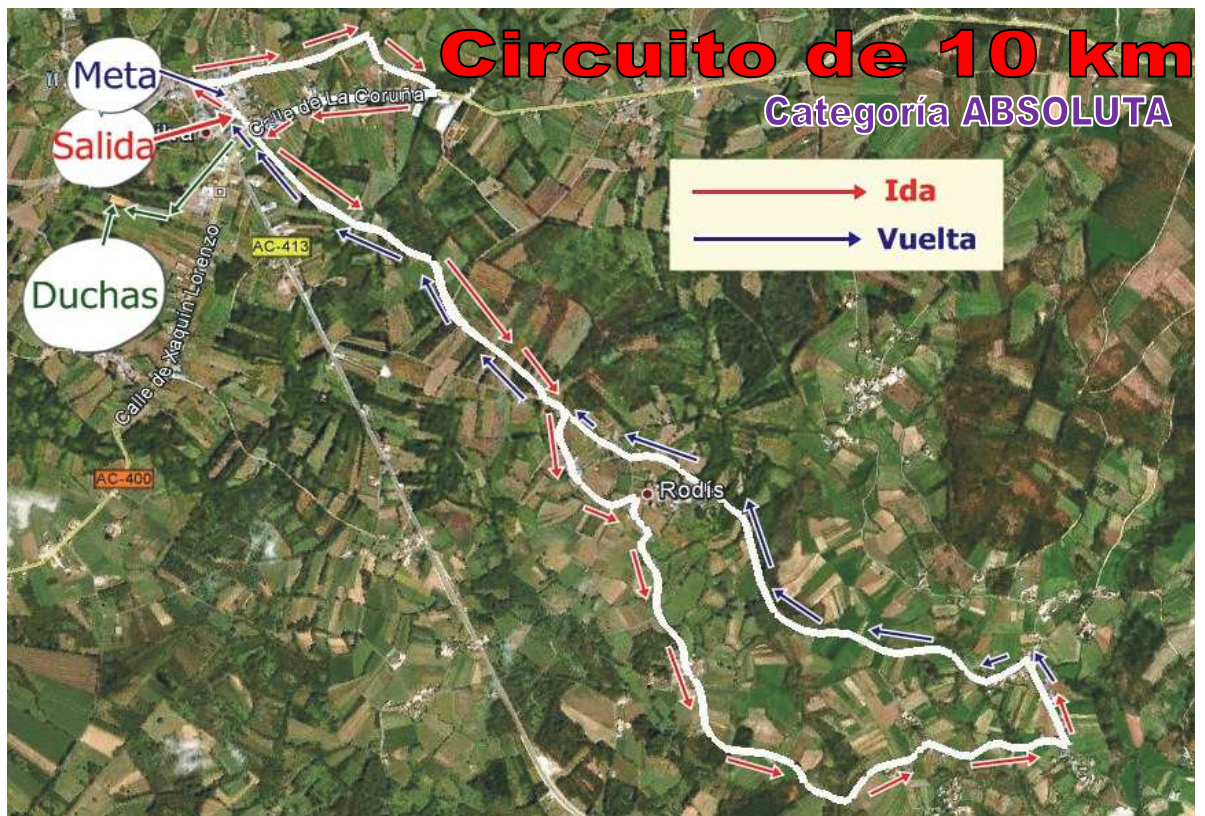 Circuito de 10 km
Categoría ABSOLUTA
Meta
Salida
Calle de La Coruña
Ida
Vuelta
AC-413
Duchas
Calle de Xaquín Lorenzo
AC-400
Rodís